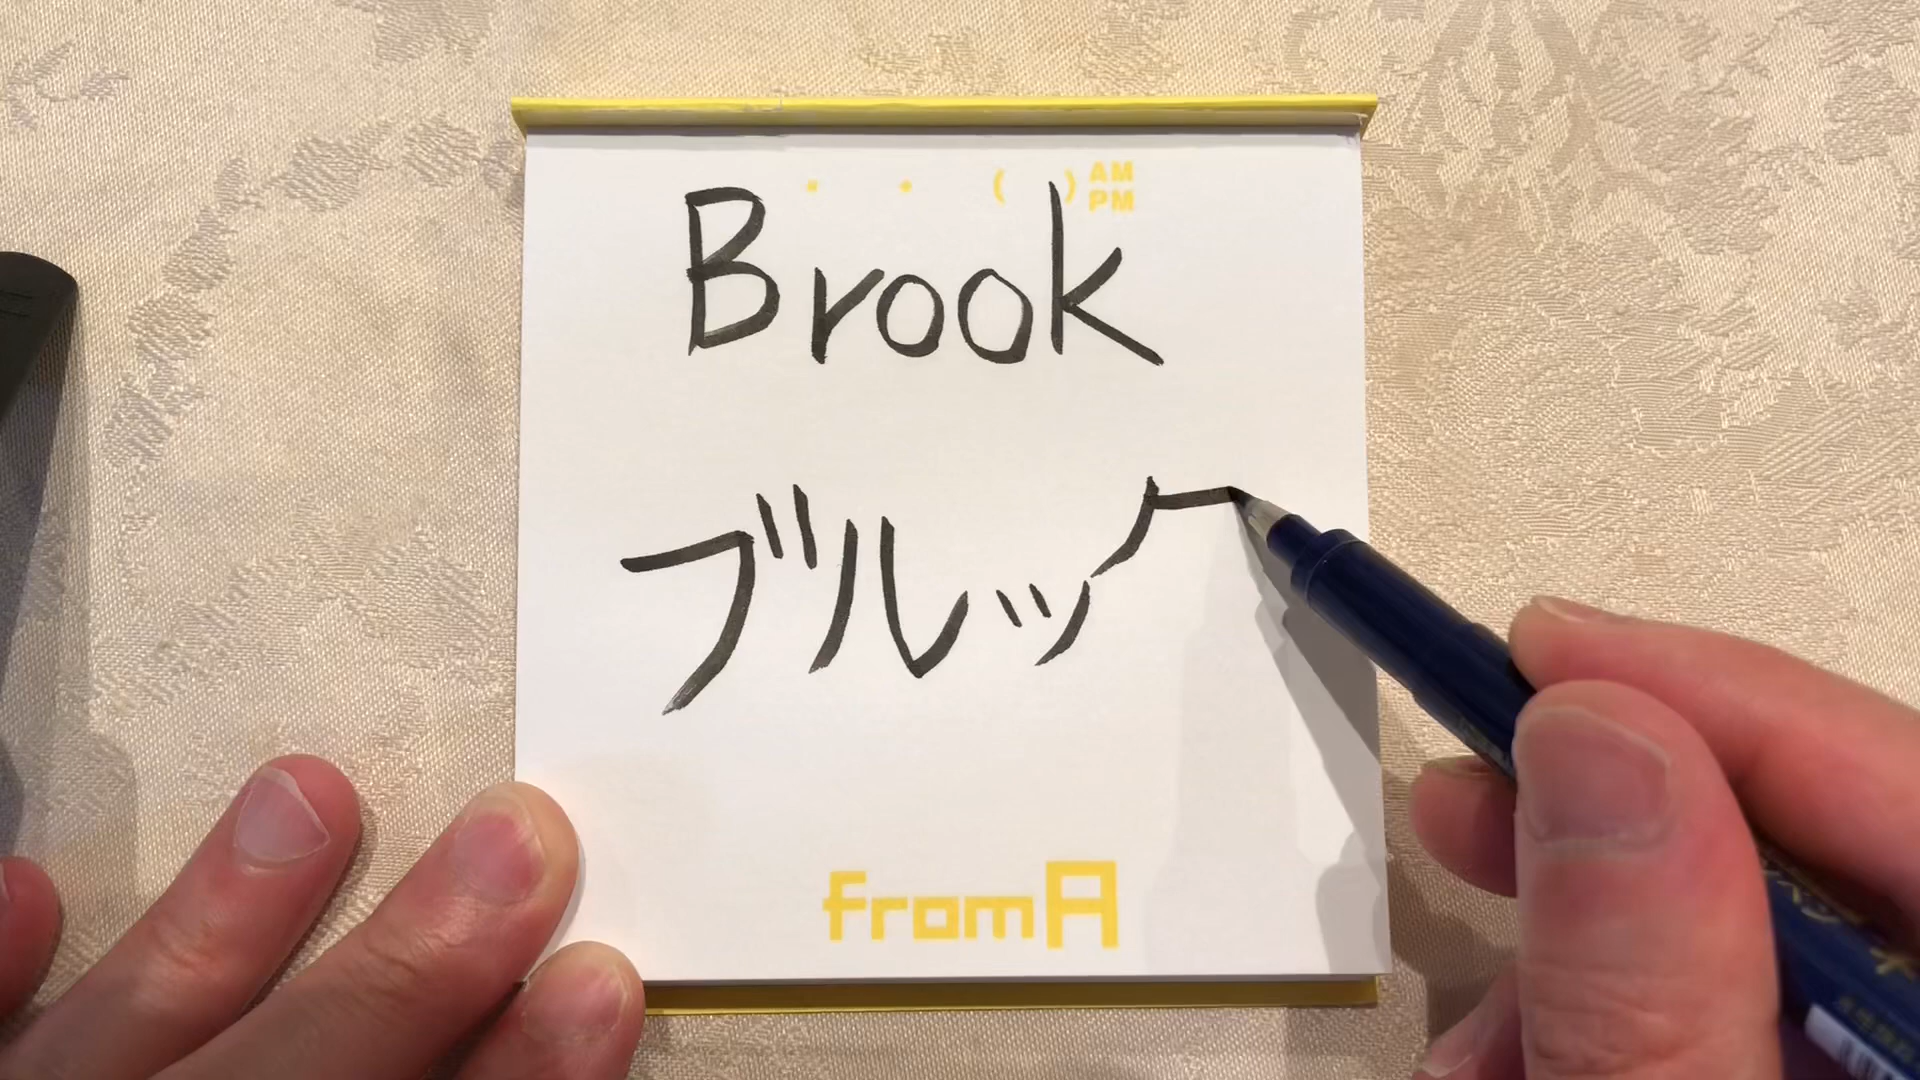 ( ) AM
PM
Brook
ブルッ
fromA